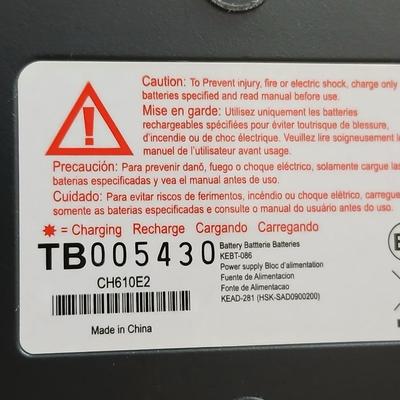 Caution: To Prevent injury, fire or electric shock, charge only
batteries specified and read manual before use.
Mise en garde: Utilisez uniquement les batteries
rechargeables spécifiées pour éviter toutrisque de blessure,
d'incendie ou de choc électrique. Veuillez lire soigneusement l
manuel de l'utilisateur avant usage.
Precaución: Para prevenir danõ, fuego o choque eléctrico, solamente cargue las
baterías especificadas y vea el manual antes de uso.
Cuidado: Para evitar riscos de ferimentos, incéndio ou choque elétrico, carregue
somente as baterias especificadas e consulte o manual do usuário antes do uso.
= Charging Recharge Cargando Carregando
TB005430
Battery Battterie Batteries
KEBT-086
Power supply Bloc d'alimentation
Fuente de Alimentacion
Fonte de Alimentacao
KEAD-281 (HSK-SAD0900200)
CH610E2
Made in China